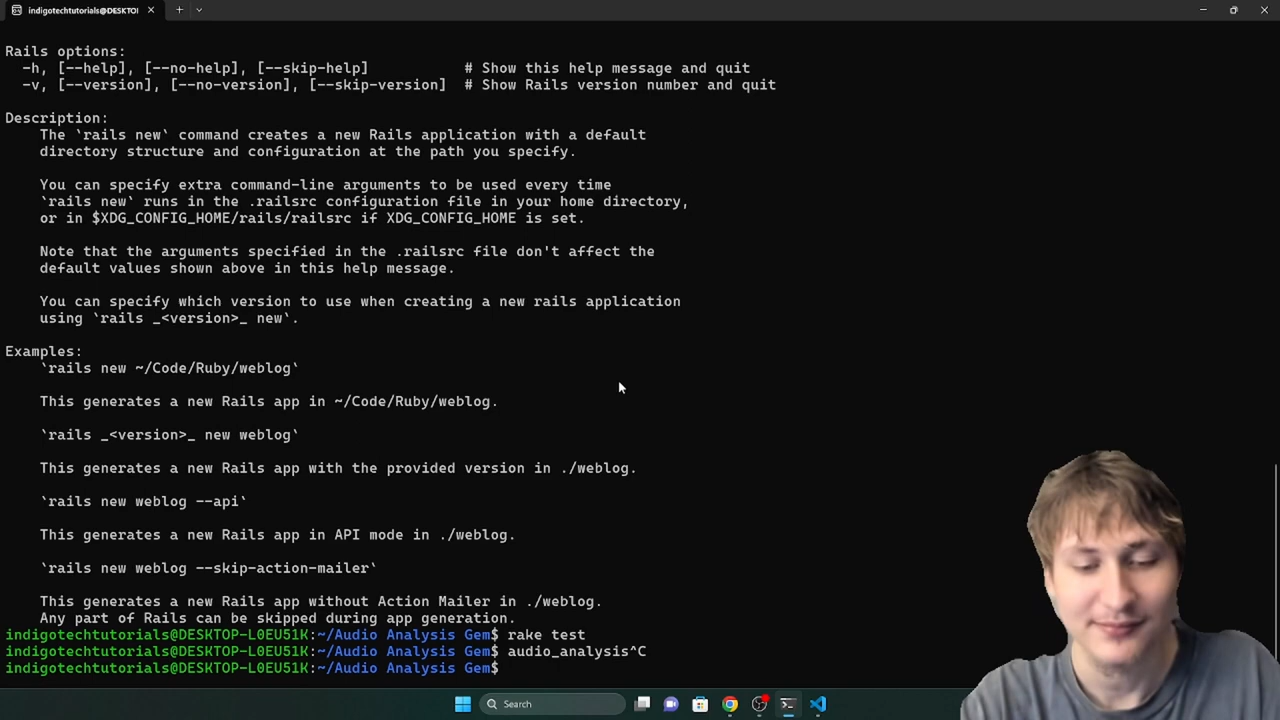 indigotechtutorials@DESKTO
Rails options:
-h, [--help], [--no-help], [--skip-help]           # Show this help message and quit
-v, [--version], [--no-version], [--skip-version]  # Show Rails version number and quit
Description:
The `rails new` command creates a new Rails application with a default
directory structure and configuration at the path you specify.
You can specify extra command-line arguments to be used every time
`rails new` runs in the .railsrc configuration file in your home directory,
or in $XDG_CONFIG_HOME/rails/railsrc if XDG_CONFIG_HOME is set.
Note that the arguments specified in the .railsrc file don't affect the
default values shown above in this help message.
You can specify which version to use when creating a new rails application
using `rails _<version>_ new`.
Examples:
`rails new ~/Code/Ruby/weblog`
This generates a new Rails app in ~/Code/Ruby/weblog.
`rails _<version>_ new weblog`
This generates a new Rails app with the provided version in ./weblog.
`rails new weblog --api`
This generates a new Rails app in API mode in ./weblog.
`rails new weblog --skip-action-mailer`
This generates a new Rails app without Action Mailer in ./weblog.
Any part of Rails can be skipped during app generation.
indigotechtutorials@DESKTOP-L0EU51K:~/Audio Analysis Gem$ rake test
indigotechtutorials@DESKTOP-L0EU51K:~/Audio Analysis Gem$ audio_analysis^C
indigotechtutorials@DESKTOP-L0EU51K:~/Audio Analysis Gem$
Search